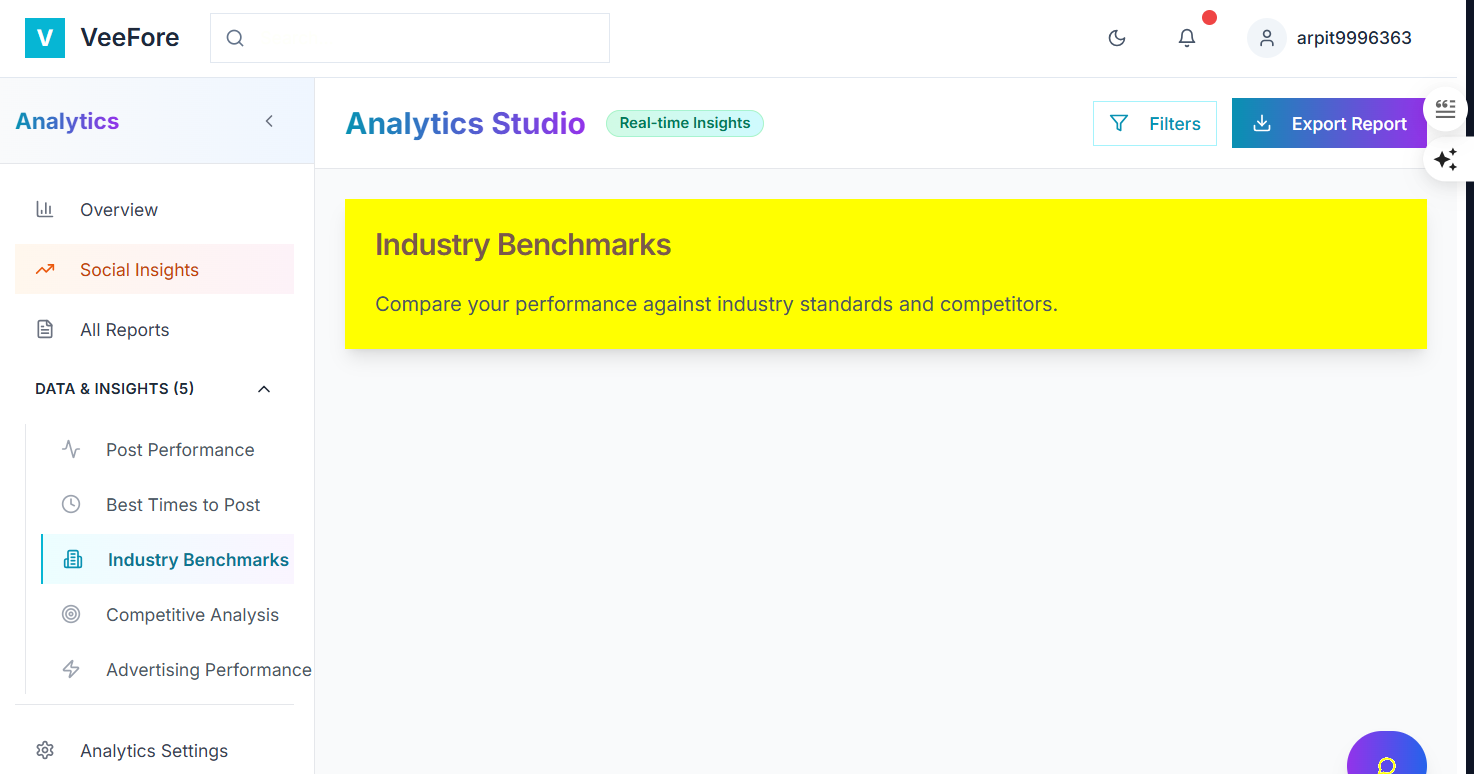 V VeeFore
arpit9996363
Analytics
Analytics Studio
Real-time Insights
Filters
Export Report
Overview
Social Insights
All Reports
DATA & INSIGHTS (5)
Post Performance
Best Times to Post
Industry Benchmarks
Competitive Analysis
Advertising Performance
Analytics Settings
Industry Benchmarks
Compare your performance against industry standards and competitors.